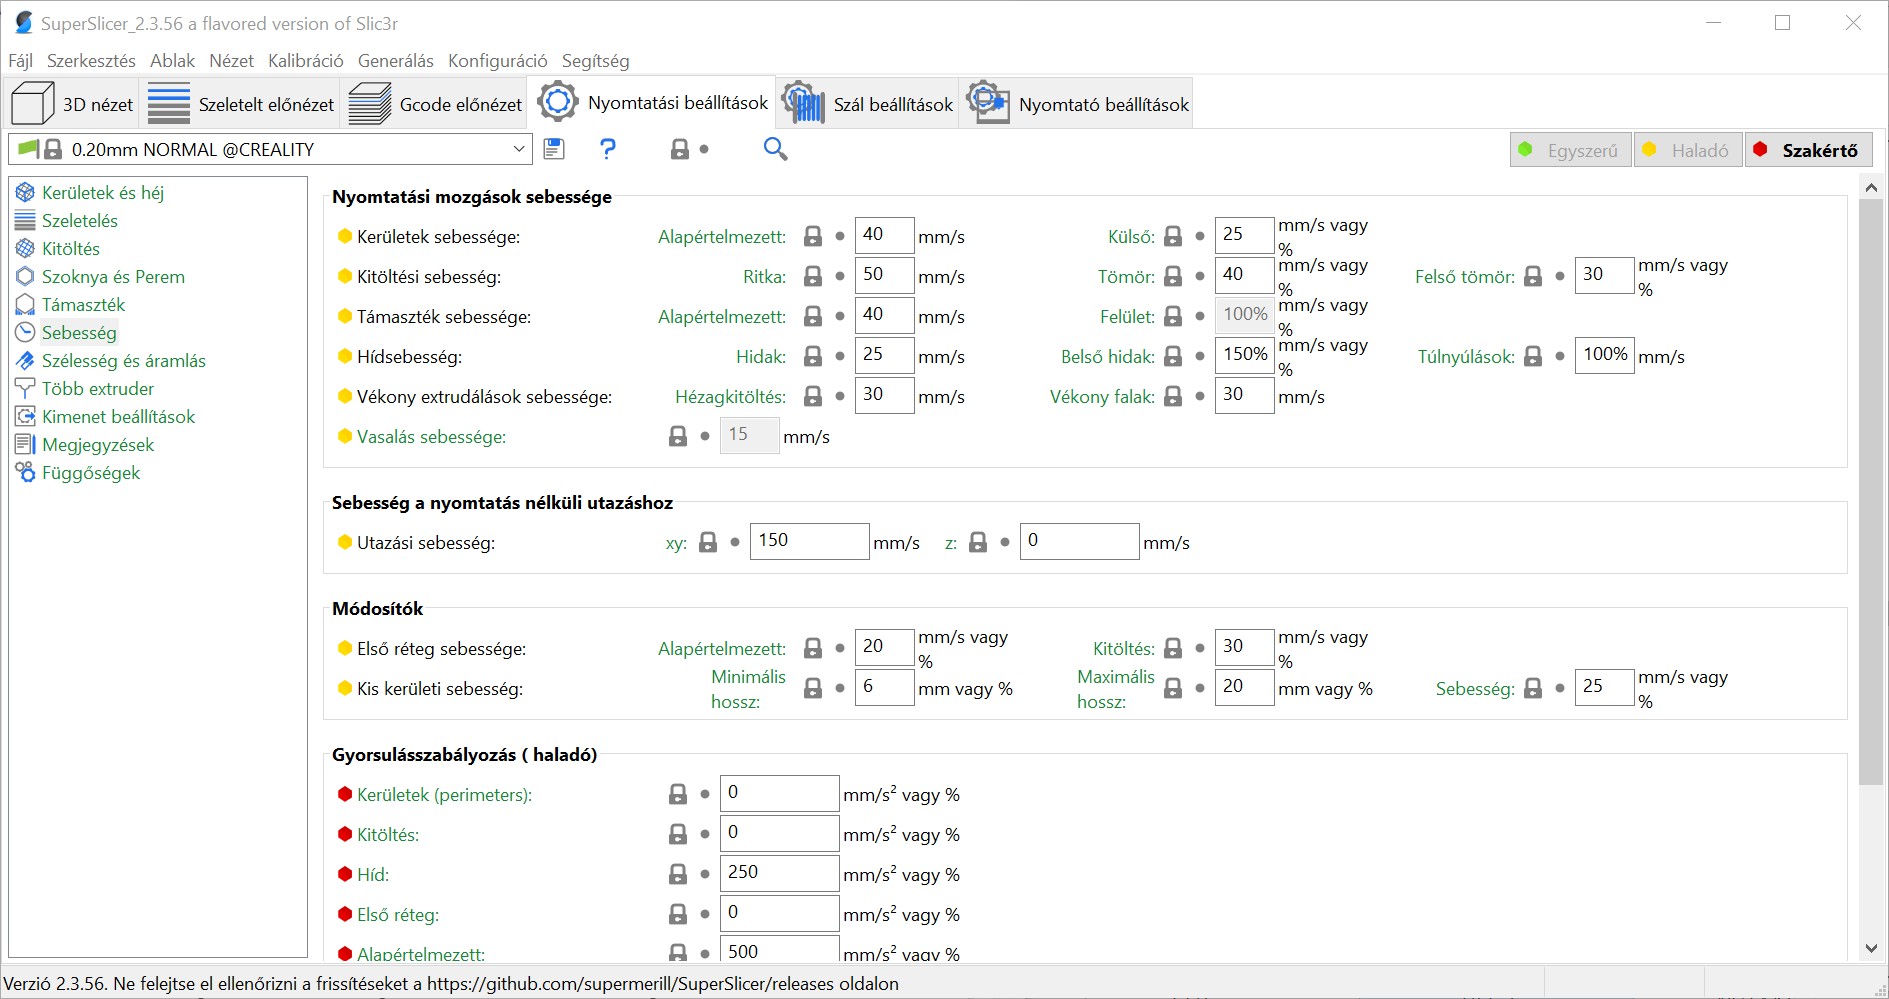 SuperSlicer_2.3.56 a flavored version of Slic3r
Fájl Szerkesztés Ablak Nézet Kalibráció Generálás Konfiguráció Segítség
3D nézet Szeletelt előnézet Gcode előnézet Nyomtatási beállítások Szál beállítások Nyomtató beállítások
0.20mm NORMAL @CREALITY ? Egyszerű Haladó Szakértő
Kerületek és héj
Szeletelés
Kitöltés
Szoknya és Perem
Támaszték
Sebesség
Szélesség és áramlás
Több extruder
Kimenet beállítások
Megjegyzések
Függőségek
Nyomtatási mozgások sebessége
Kerületek sebessége: Alapértelmezett: 40 mm/s Külső: 25 mm/s vagy %
Kitöltési sebesség: Ritka: 50 mm/s Tömör: 40 mm/s vagy % Felső tömör: 30 mm/s vagy %
Támaszték sebessége: Alapértelmezett: 40 mm/s Felület: 100% mm/s vagy %
Hídsebesség: Hidak: 25 mm/s Belső hidak: 150% mm/s vagy % Túlnyúlások: 100% mm/s
Vékony extrudálások sebessége: Hézagkitöltés: 30 mm/s Vékony falak: 30 mm/s
Vasalás sebessége: 15 mm/s
Sebesség a nyomtatás nélküli utazáshoz
Utazási sebesség: xy: 150 mm/s z: 0 mm/s
Módosítók
Első réteg sebessége: Alapértelmezett: 20 mm/s vagy % Kitöltés: 30 mm/s vagy %
Kis kerületi sebesség: Minimális hossz: 6 mm vagy % Maximális hossz: 20 mm vagy % Sebesség: 25 mm/s vagy %
Gyorsulásszabályozás ( haladó)
Kerületek (perimeters): 0 mm/s² vagy %
Kitöltés: 0 mm/s² vagy %
Híd: 250 mm/s² vagy %
Első réteg: 0 mm/s² vagy %
Alapértelmezett: 500 mm/s² vagy %
Verzió 2.3.56. Ne felejtse el ellenőrizni a frissítéseket a https://github.com/supermerill/SuperSlicer/releases oldalon